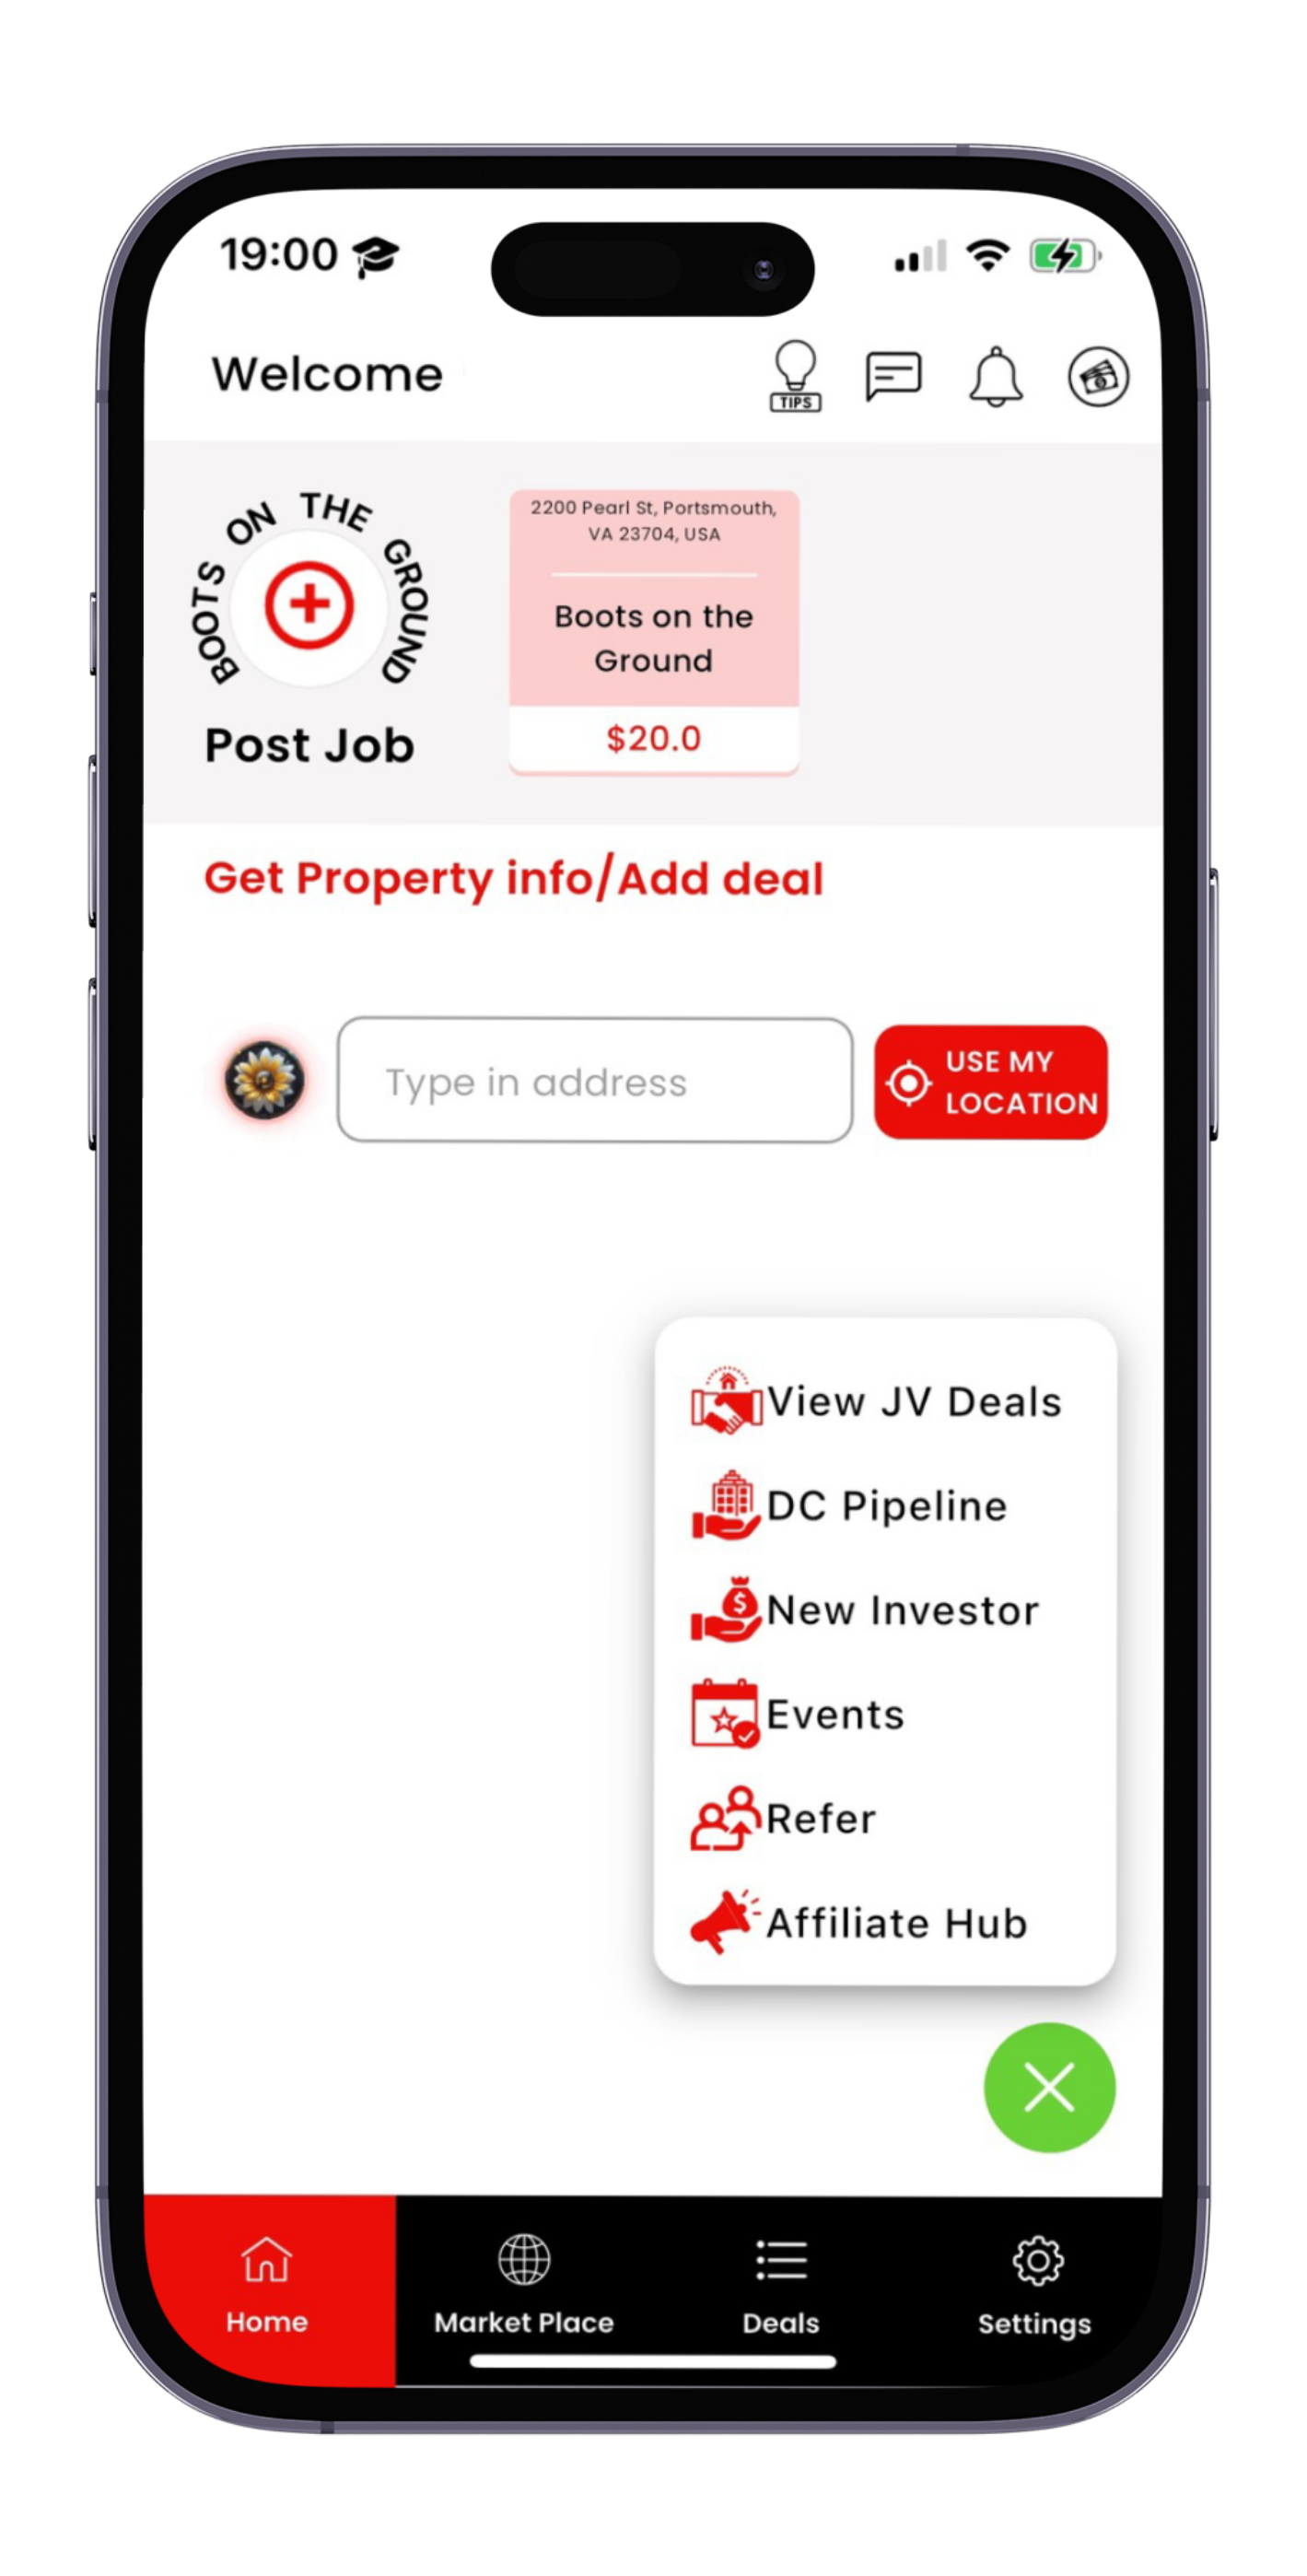 19:00
Welcome
TIPS
BOOTS ON THE GROUND
Post Job
2200 Pearl St, Portsmouth,
VA 23704, USA
Boots on the
Ground
$20.0
Get Property info/Add deal
Type in address
USE MY
LOCATION
View JV Deals
DC Pipeline
New Investor
Events
Refer
Affiliate Hub
Home
Market Place
Deals
Settings